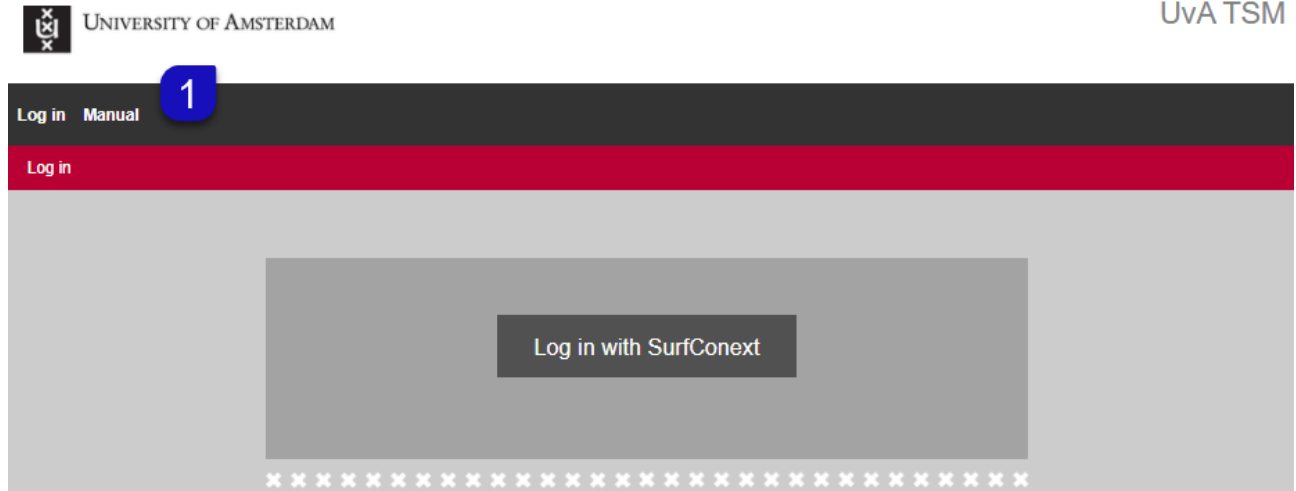 UNIVERSITY OF AMSTERDAM
UvA TSM
1
Log in Manual
Log in
Log in with SurfConext